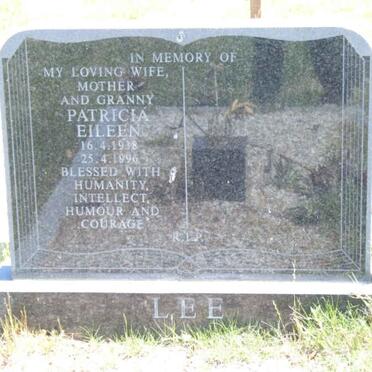 IN MEMORY OF
MY LOVING WIFE,
MOTHER
AND GRANNY
PATRICIA
EILEEN
16.4.1938
25.4.1996
BLESSED WITH
HUMANITY,
INTELLECT,
HUMOUR AND
COURAGE
R.I.P.
LEE